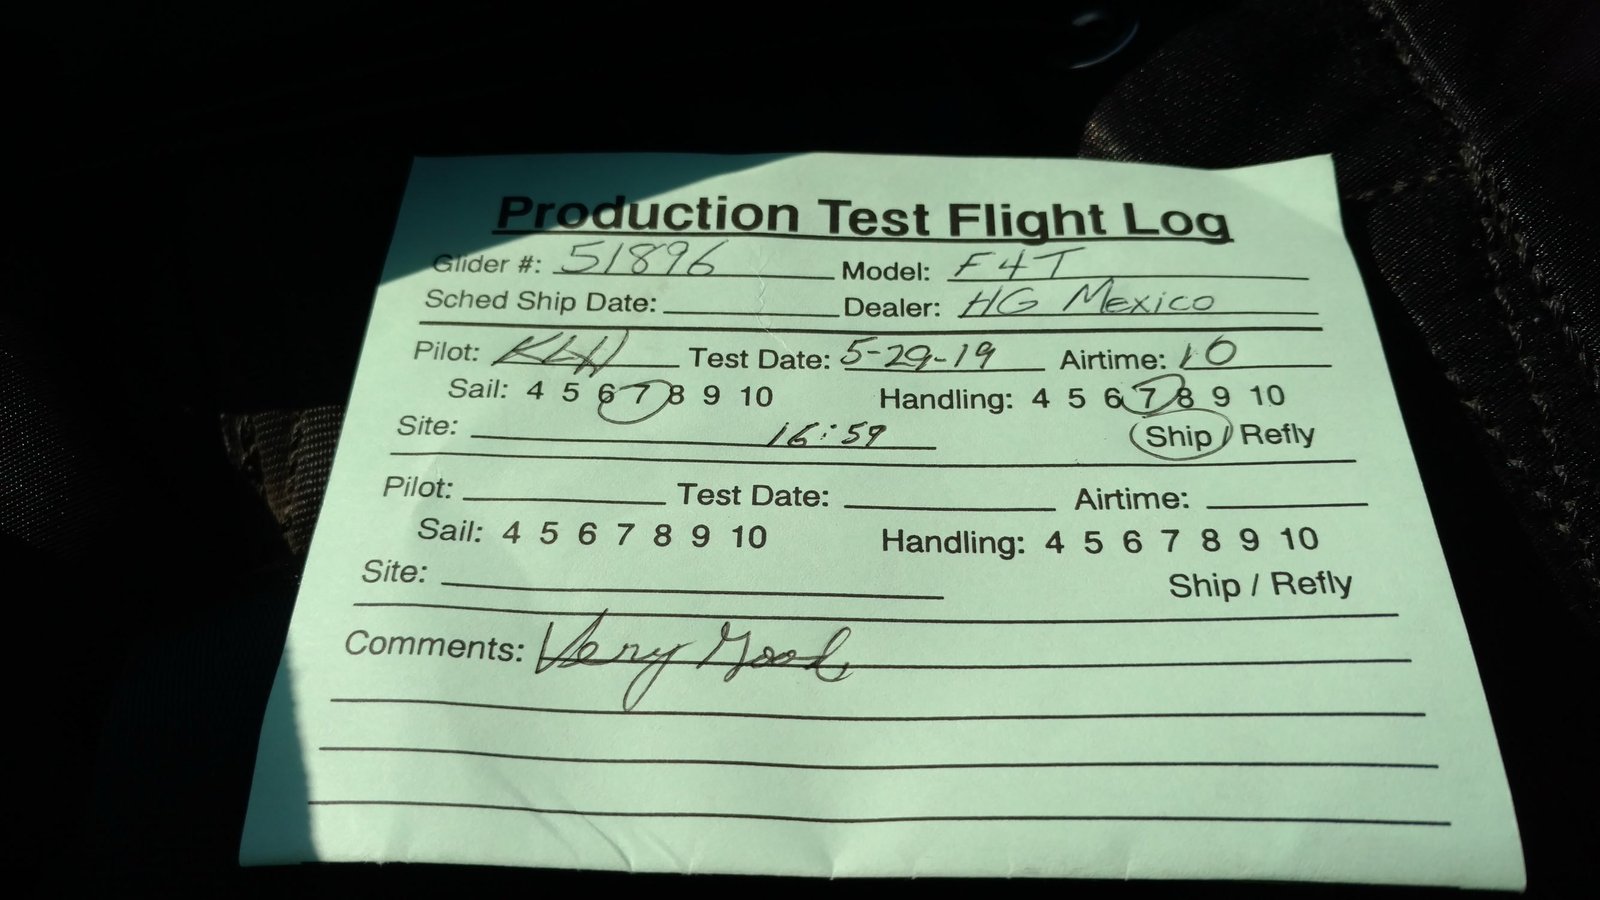 Production Test Flight Log
Glider #: 51896 Model: F4T
Sched Ship Date: Dealer: HG Mexico
Pilot: KLH Test Date: 5-29-19 Airtime: 10
Sail: 4 5 6 7 8 9 10 Handling: 4 5 6 7 8 9 10
Site: 16:59 Ship / Refly
Pilot: Test Date: Airtime:
Sail: 4 5 6 7 8 9 10 Handling: 4 5 6 7 8 9 10
Site: Ship / Refly
Comments: Very Good